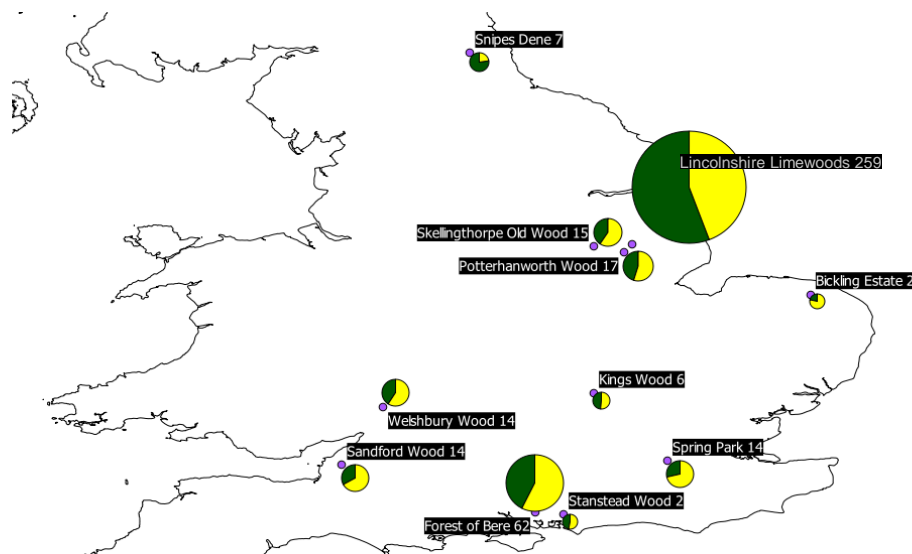 Snipes Dene 7
Lincolnshire Limewoods 259
Skellingthorpe Old Wood 15
Potterhanworth Wood 17
Bickling Estate 2
Kings Wood 6
Welshbury Wood 14
Sandford Wood 14
Spring Park 14
Stanstead Wood 2
Forest of Bere 62